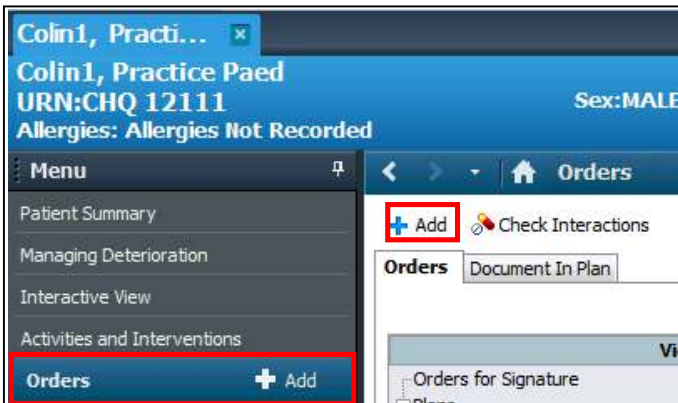 Colin1, Practi...
Colin1, Practice Paed
URN:CHQ 12111
Sex:MALE
Allergies: Allergies Not Recorded
Menu
Orders
Patient Summary
Add Check Interactions
Managing Deterioration
Orders Document In Plan
Interactive View
Activities and Interventions
Orders Add
Orders for Signature
Plans